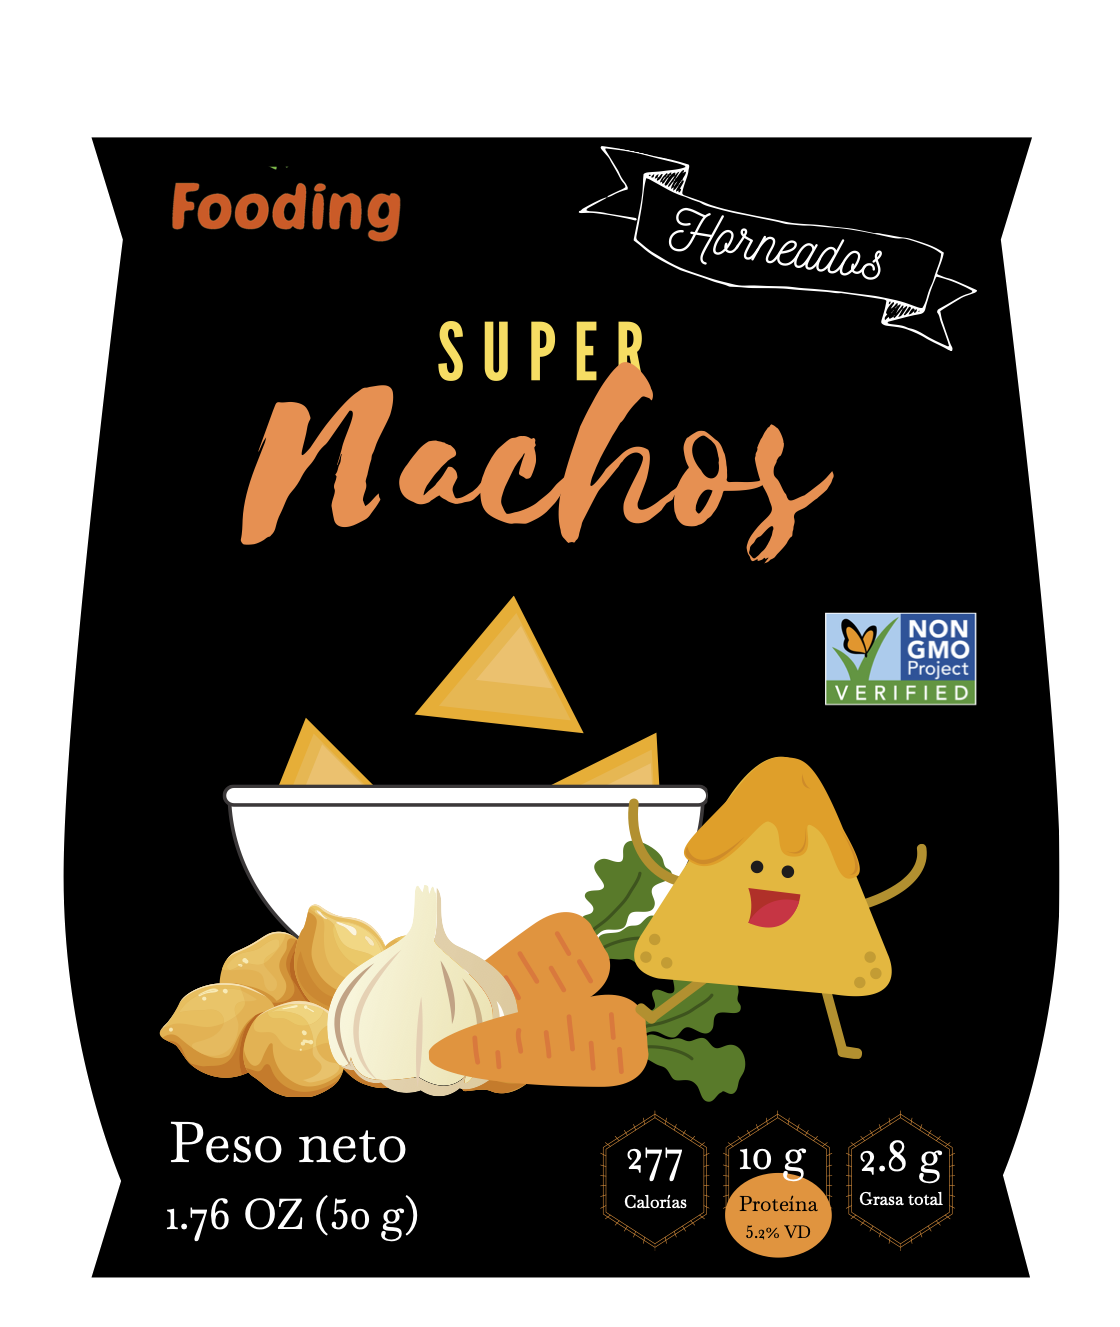 Fooding
Horneados
SUPER
Nachos
NON
GMO
Project
VERIFIED
Peso neto
1.76 OZ (50 g)
277
Calorías
10 g
Proteína
5.2% VD
2.8 g
Grasa total